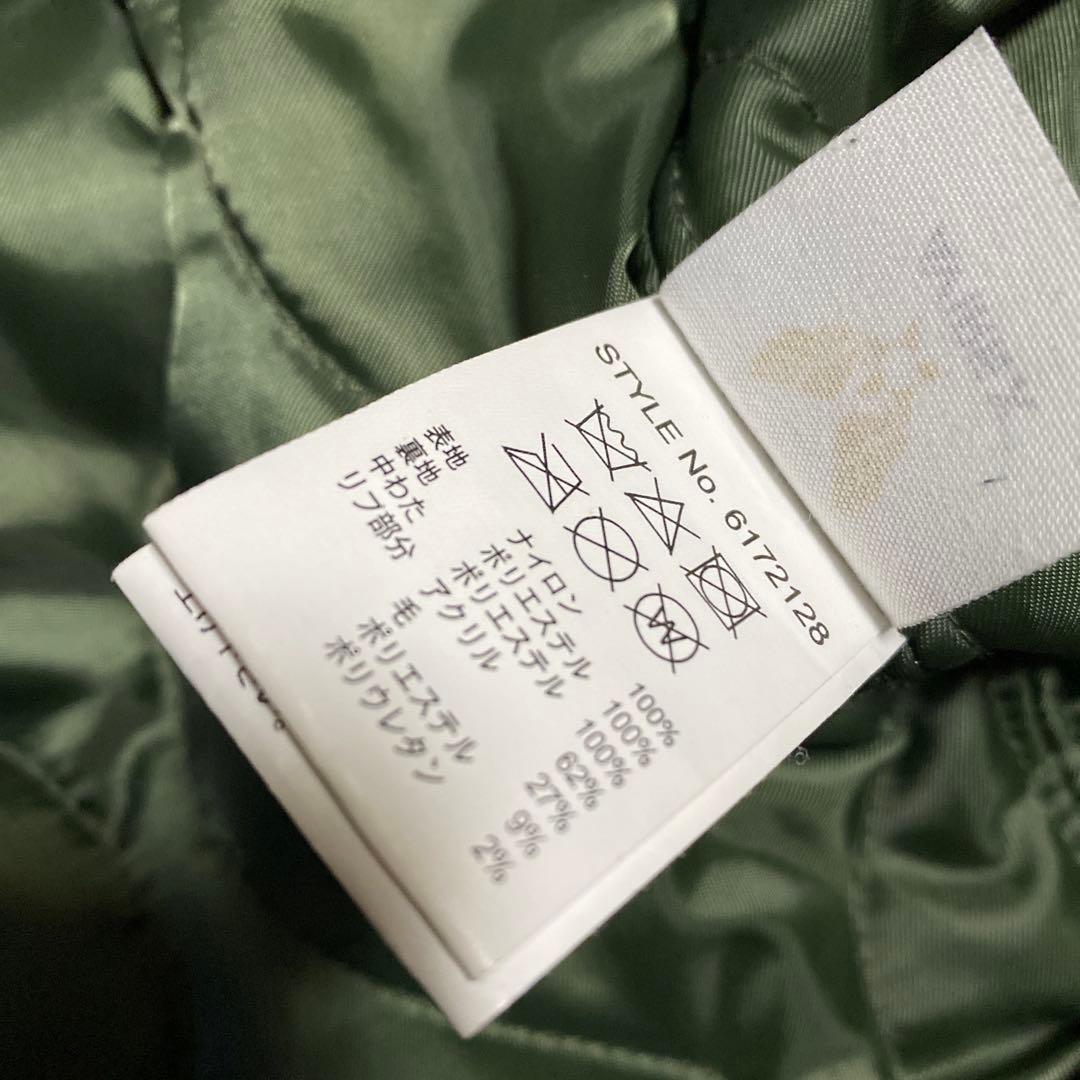 STYLE No. 6172128
表地 ナイロン 100%
裏地 ポリエステル 100%
中わた ポリエステル 100%
リブ部分 アクリル 62%
毛 27%
ポリエステル 9%
ポリウレタン 2%